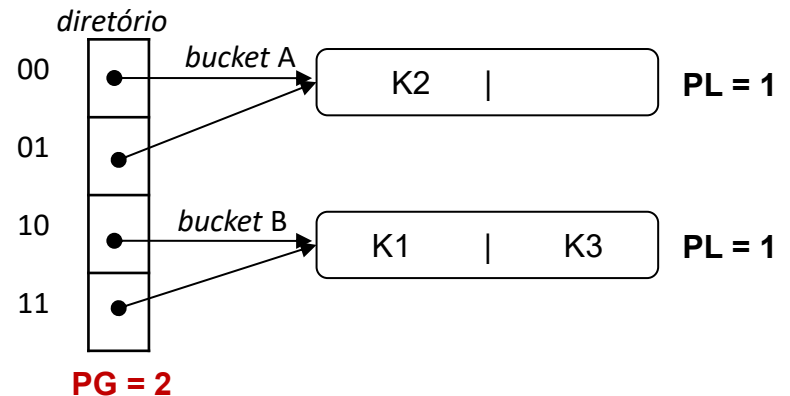 diretório
00 bucket A K2 | PL = 1
01
10 bucket B K1 | K3 PL = 1
11
PG = 2